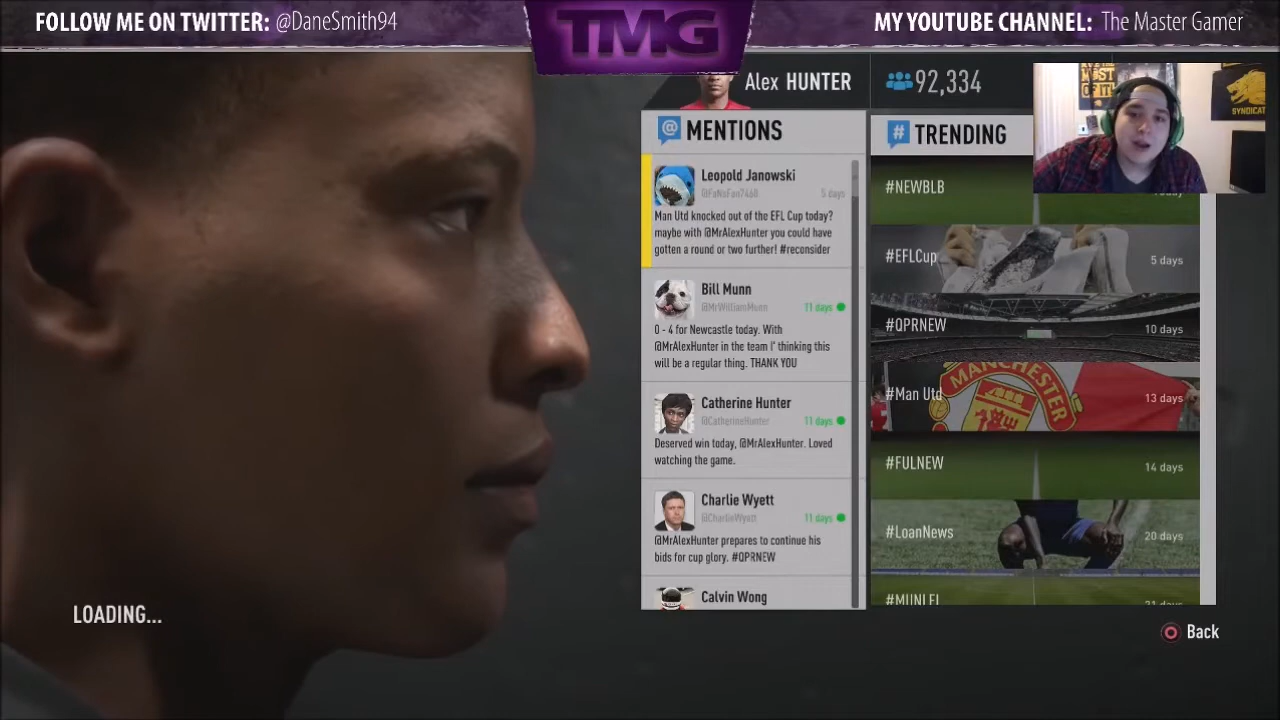 FOLLOW ME ON TWITTER: @DaneSmith94
TMG
MY YOUTUBE CHANNEL: The Master Gamer
Alex HUNTER
92,334
SYNDICATE
@ MENTIONS
Leopold Janowski
@FaNsFan7468 5 days
Man Utd knocked out of the EFL Cup today?
maybe with @MrAlexHunter you could have
gotten a round or two further! #reconsider
Bill Munn
@MrWilliamMunn 11 days
0 - 4 for Newcastle today. With
@MrAlexHunter in the team I' thinking this
will be a regular thing. THANK YOU
Catherine Hunter
@CatherineHunter 11 days
Deserved win today, @MrAlexHunter. Loved
watching the game.
Charlie Wyett
@CharlieWyett 11 days
@MrAlexHunter prepares to continue his
bids for cup glory. #QPRNEW
Calvin Wong
# TRENDING
#NEWBLB
#EFLCup 5 days
#QPRNEW 10 days
#Man Utd 13 days
MANCHESTER
#FULNEW 14 days
#LoanNews 20 days
#MUNLEI 21 days
LOADING...
Back